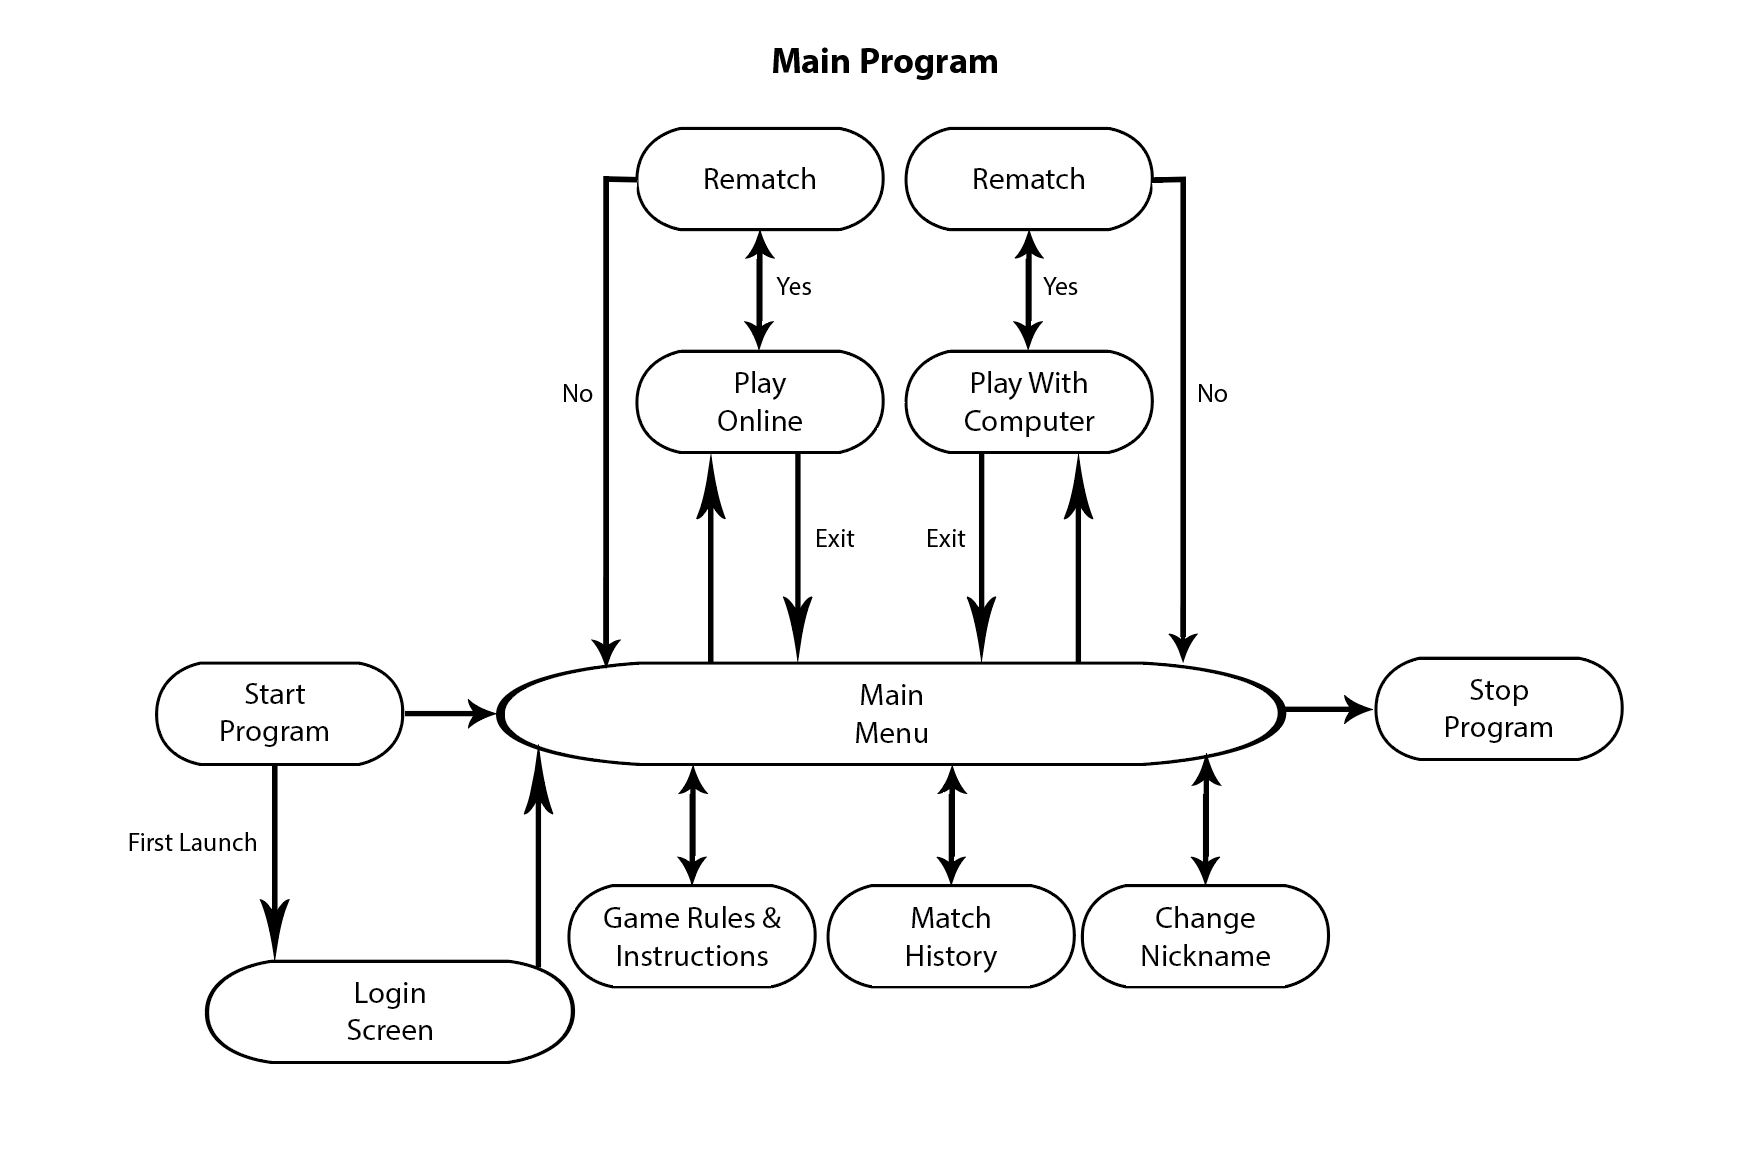 Main Program
Rematch
Rematch
Yes
Yes
Play
Online
Play With
Computer
No
No
Exit
Exit
Start
Program
Main
Menu
Stop
Program
First Launch
Game Rules &
Instructions
Match
History
Change
Nickname
Login
Screen